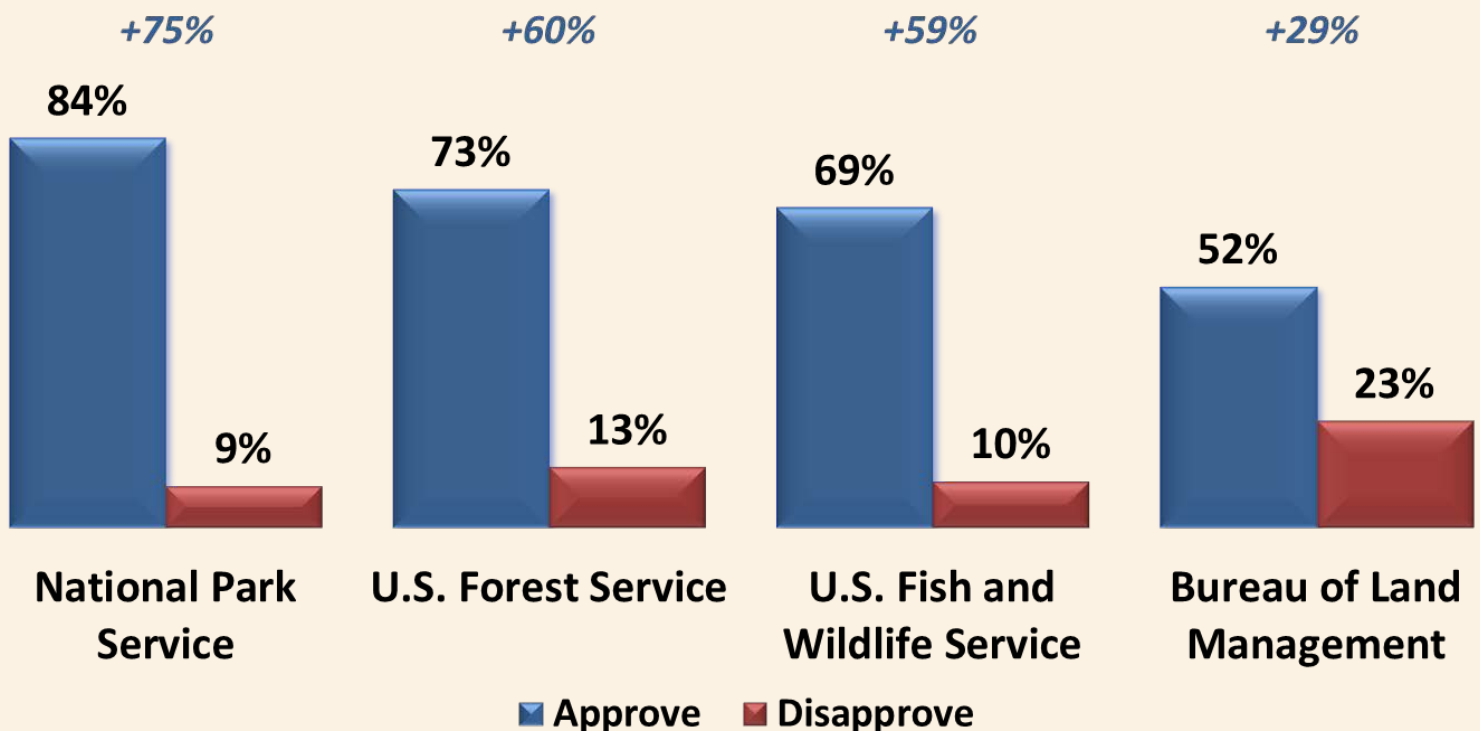 +75% +60% +59% +29%
84%
73%
69%
52%
23%
13%
10%
9%
National Park
Service
U.S. Forest Service
U.S. Fish and
Wildlife Service
Bureau of Land
Management
Approve Disapprove